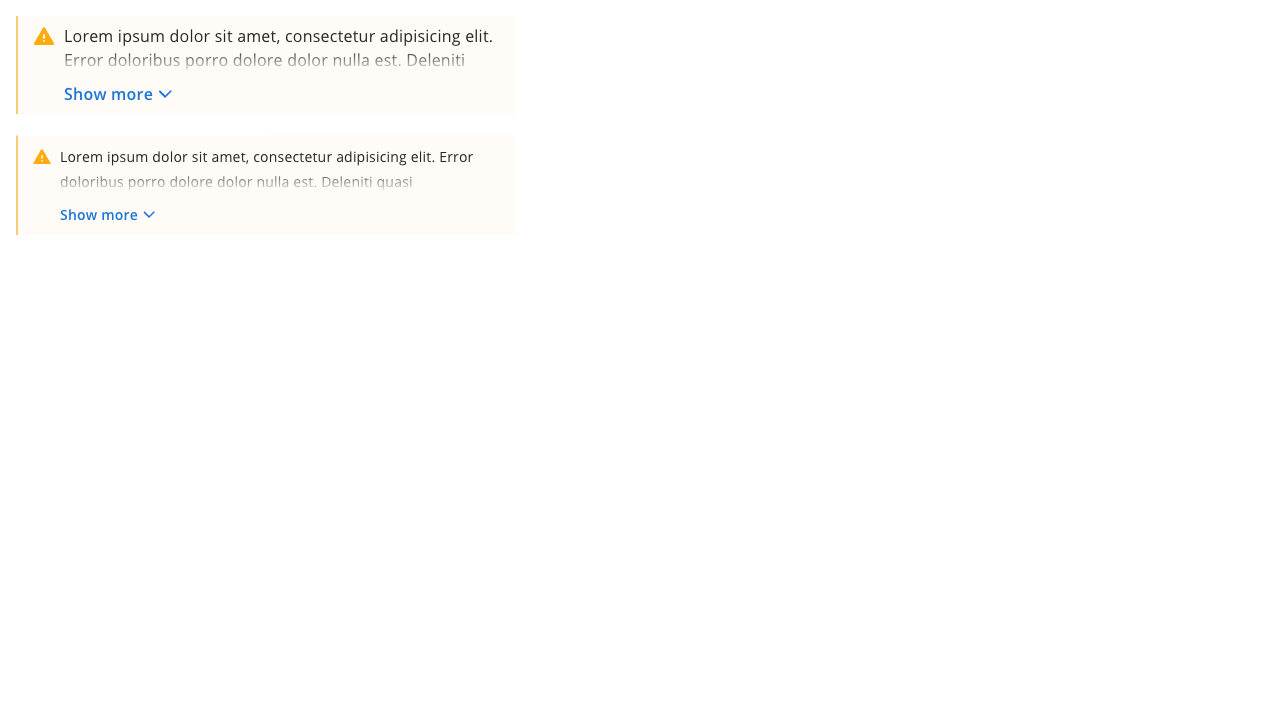 Lorem ipsum dolor sit amet, consectetur adipisicing elit.
Error doloribus porro dolore dolor nulla est. Deleniti
Show more
Lorem ipsum dolor sit amet, consectetur adipisicing elit. Error
doloribus porro dolore dolor nulla est. Deleniti quasi
Show more